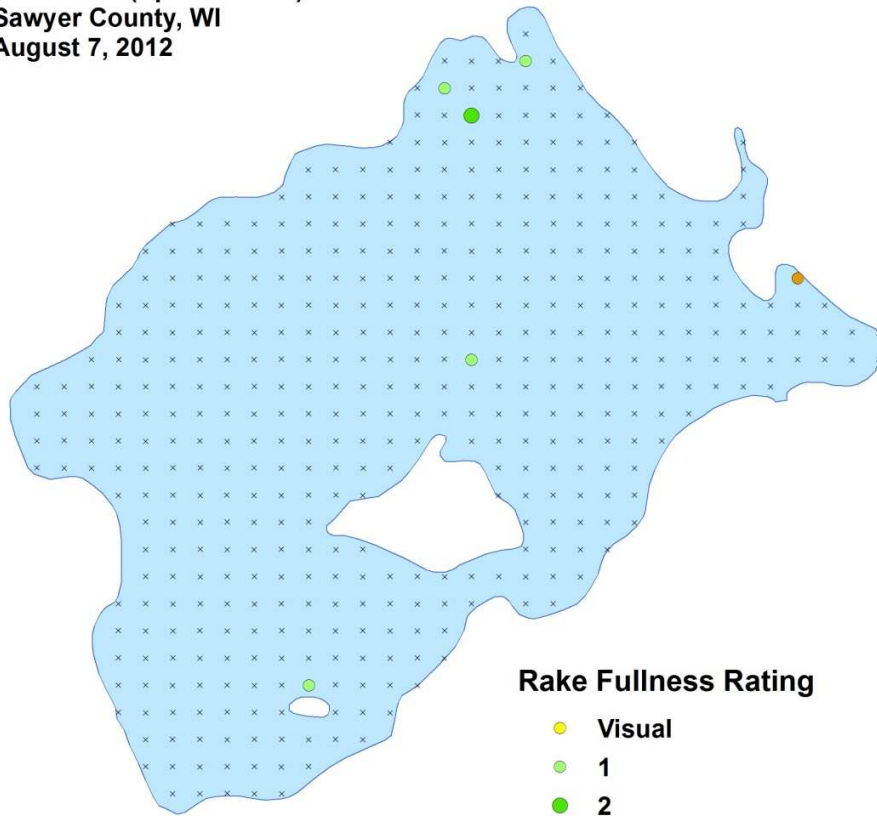 Sawyer County, WI
August 7, 2012
Rake Fullness Rating
Visual
1
2